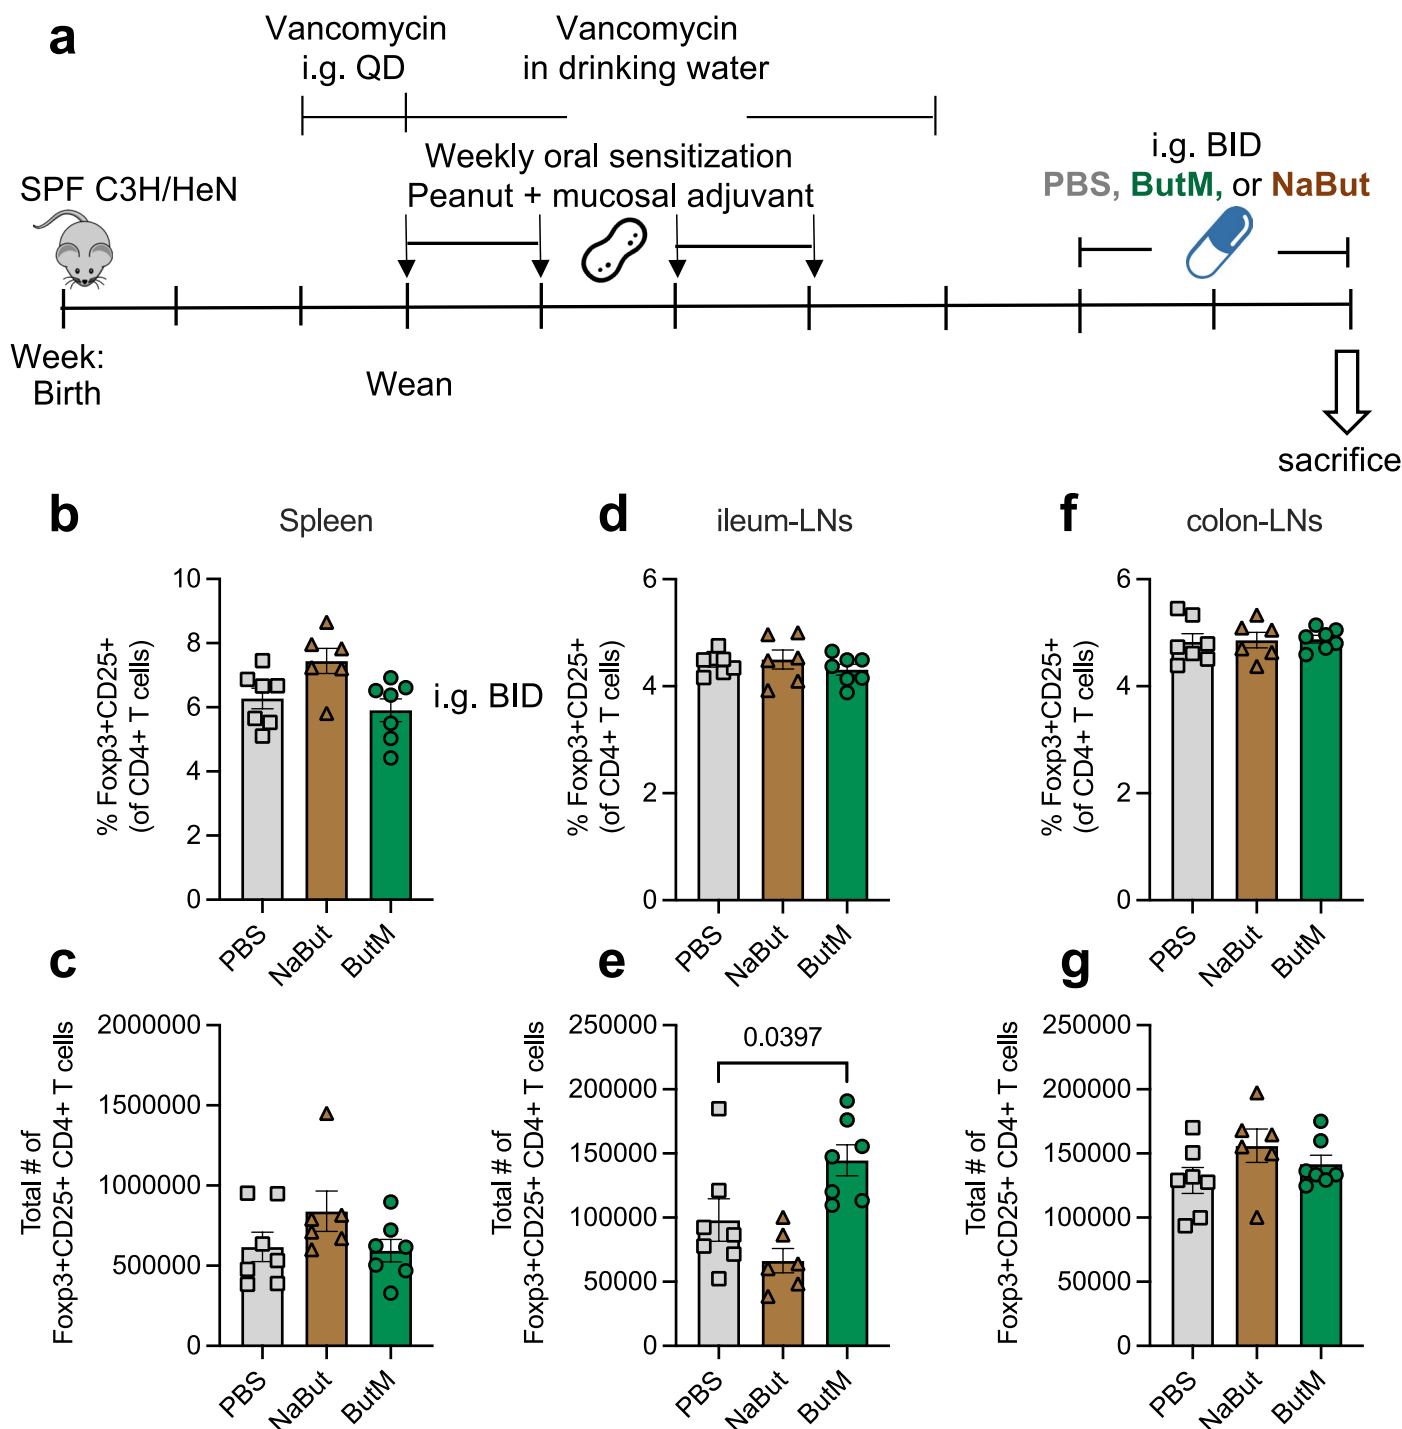 a
Vancomycin
i.g. QD
Vancomycin
in drinking water
SPF C3H/HeN
Weekly oral sensitization
Peanut + mucosal adjuvant
i.g. BID
PBS, ButM, or NaBut
Week:
Birth
Wean
sacrifice
b
Spleen
% Foxp3+CD25+
(of CD4+ T cells)
10
8
6
4
2
0
PBS
NaBut
ButM
i.g. BID
d
ileum-LNs
% Foxp3+CD25+
(of CD4+ T cells)
6
4
2
0
PBS
NaBut
ButM
f
colon-LNs
% Foxp3+CD25+
(of CD4+ T cells)
6
4
2
0
PBS
NaBut
ButM
c
Total # of
Foxp3+CD25+ CD4+ T cells
2000000
1500000
1000000
500000
0
PBS
NaBut
ButM
e
Total # of
Foxp3+CD25+ CD4+ T cells
250000
200000
150000
100000
50000
0
0.0397
PBS
NaBut
ButM
g
Total # of
Foxp3+CD25+ CD4+ T cells
250000
200000
150000
100000
50000
0
PBS
NaBut
ButM